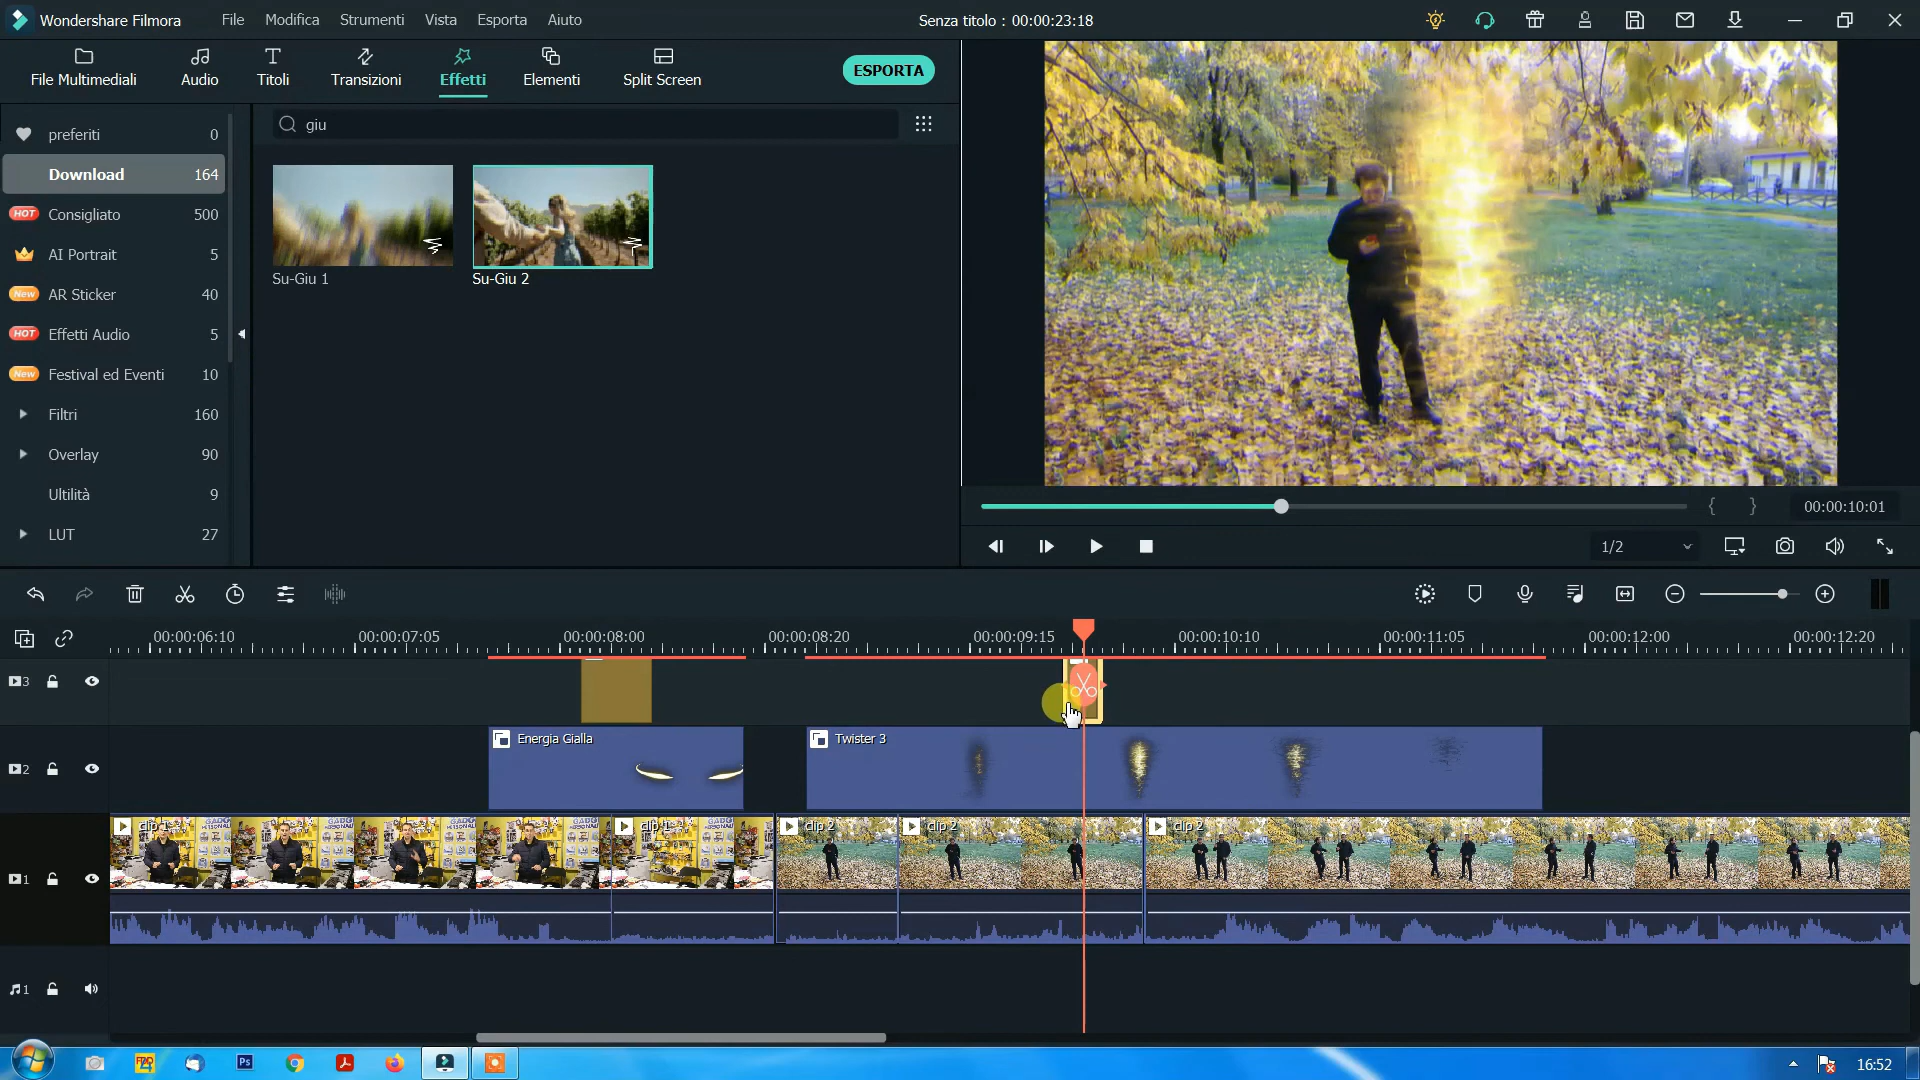 Wondershare Filmora
File Modifica Strumenti Vista Esporta Aiuto
Senza titolo : 00:00:23:18
File Multimediali Audio Titoli Transizioni Effetti Elementi Split Screen
ESPORTA
giu
preferiti 0
Download 164
HOT Consigliato 500
AI Portrait 5
New AR Sticker 40
HOT Effetti Audio 5
New Festival ed Eventi 10
Filtri 160
Overlay 90
Ultilità 9
LUT 27
Su-Giu 1
Su-Giu 2
{ } 00:00:10:01
1/2
00:00:06:10 00:00:07:05 00:00:08:00 00:00:08:20 00:00:09:15 00:00:10:10 00:00:11:05 00:00:12:00 00:00:12:20
3
2 Energia Gialla Twister 3
clip 1 clip 1 clip 2 clip 2 clip 2
1
1
Ps
16:52